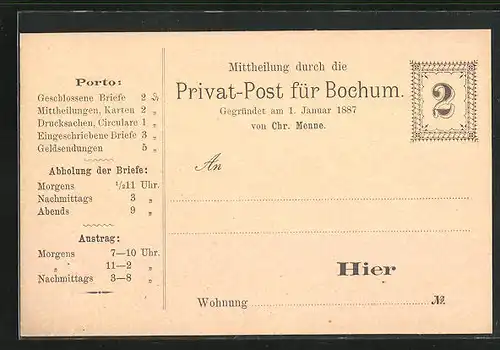 Porto:
Geschlossene Briefe 2 ₰
Mittheilungen, Karten 2 „
Drucksachen, Circulare 1 „
Eingeschriebene Briefe 3 „
Geldsendungen 5 „
Abholung der Briefe:
Morgens ½11 Uhr.
Nachmittags 3 „
Abends 9 „
Austrag:
Morgens 7—10 Uhr.
„ 11—2 „
Nachmittags 3—8 „
Mittheilung durch die
Privat-Post für Bochum.
Gegründet am 1. Januar 1887
von Chr. Menne.
2
An
Hier
Wohnung №